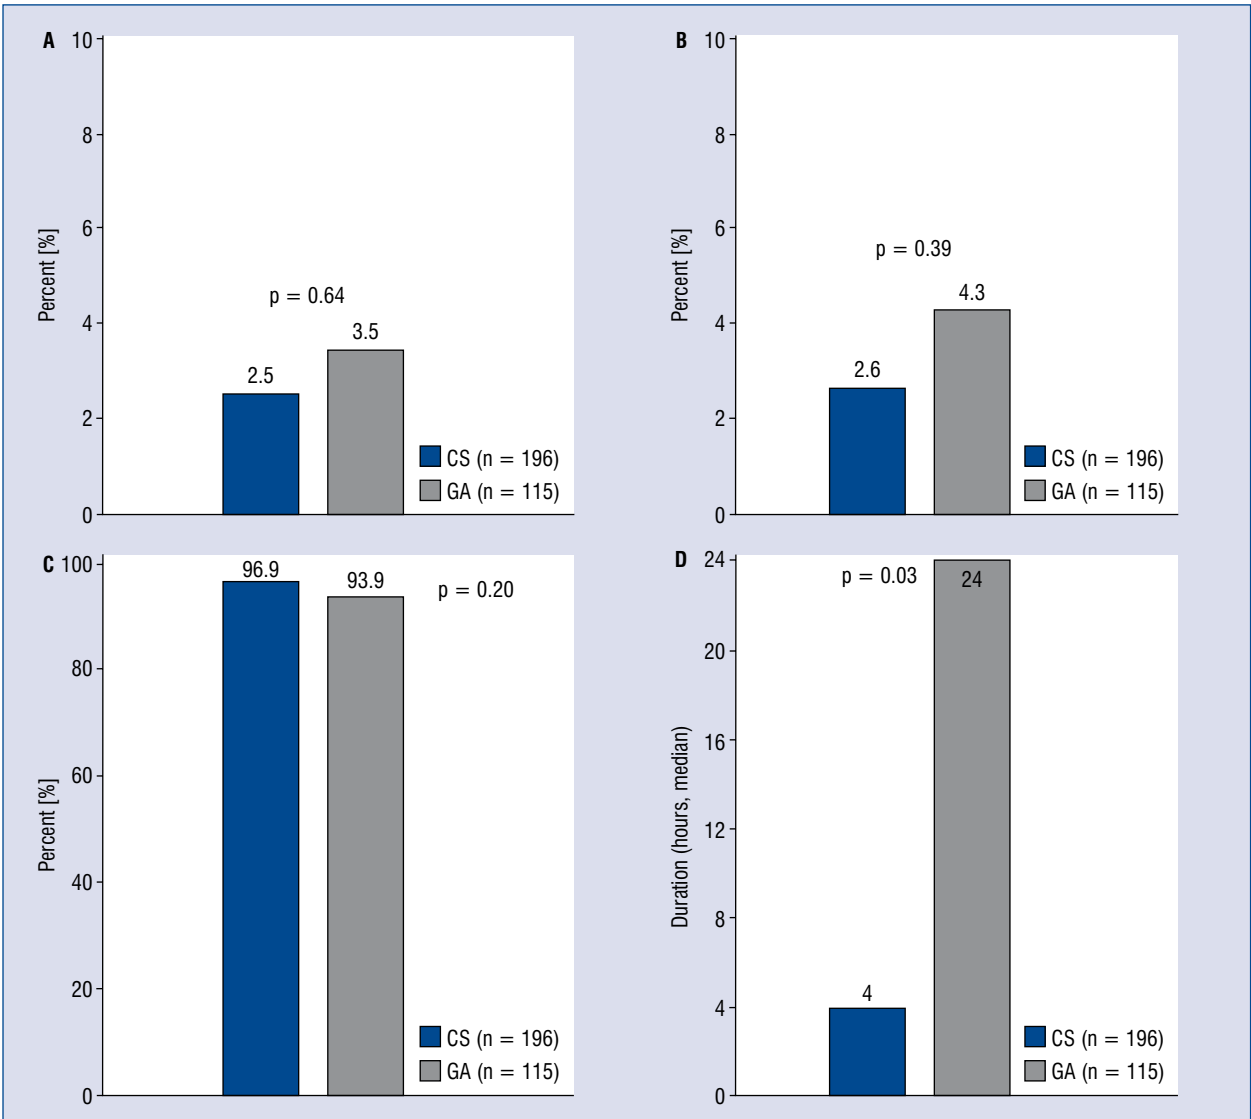 A
10
8
6
4
2
0
Percent [%]
p = 0.64
2.5
3.5
CS (n = 196)
GA (n = 115)
B
10
8
6
4
2
0
Percent [%]
p = 0.39
2.6
4.3
CS (n = 196)
GA (n = 115)
C
100
80
60
40
20
0
Percent [%]
96.9
93.9
p = 0.20
CS (n = 196)
GA (n = 115)
D
24
20
16
12
8
4
0
Duration (hours, median)
p = 0.03
24
4
CS (n = 196)
GA (n = 115)